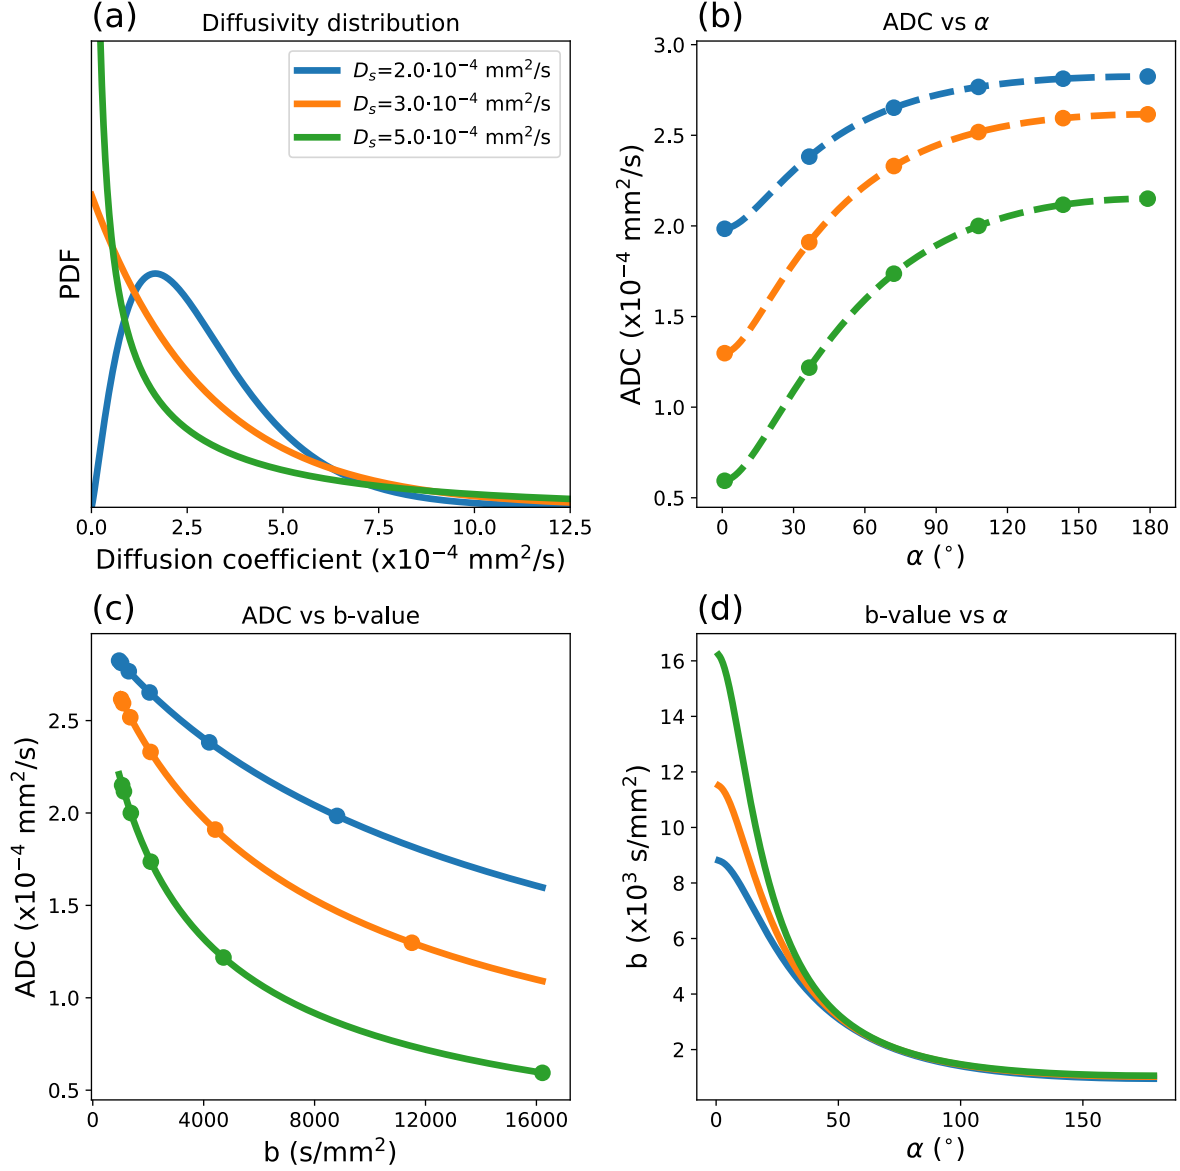 (a)
Diffusivity distribution
D_s=2.0·10⁻⁴ mm²/s
D_s=3.0·10⁻⁴ mm²/s
D_s=5.0·10⁻⁴ mm²/s
PDF
0.0 2.5 5.0 7.5 10.0 12.5
Diffusion coefficient (x10⁻⁴ mm²/s)
(b)
ADC vs α
3.0
2.5
2.0
1.5
1.0
0.5
ADC (x10⁻⁴ mm²/s)
0 30 60 90 120 150 180
α (°)
(c)
ADC vs b-value
2.5
2.0
1.5
1.0
0.5
ADC (x10⁻⁴ mm²/s)
0 4000 8000 12000 16000
b (s/mm²)
(d)
b-value vs α
16
14
12
10
8
6
4
2
b (x10³ s/mm²)
0 50 100 150
α (°)